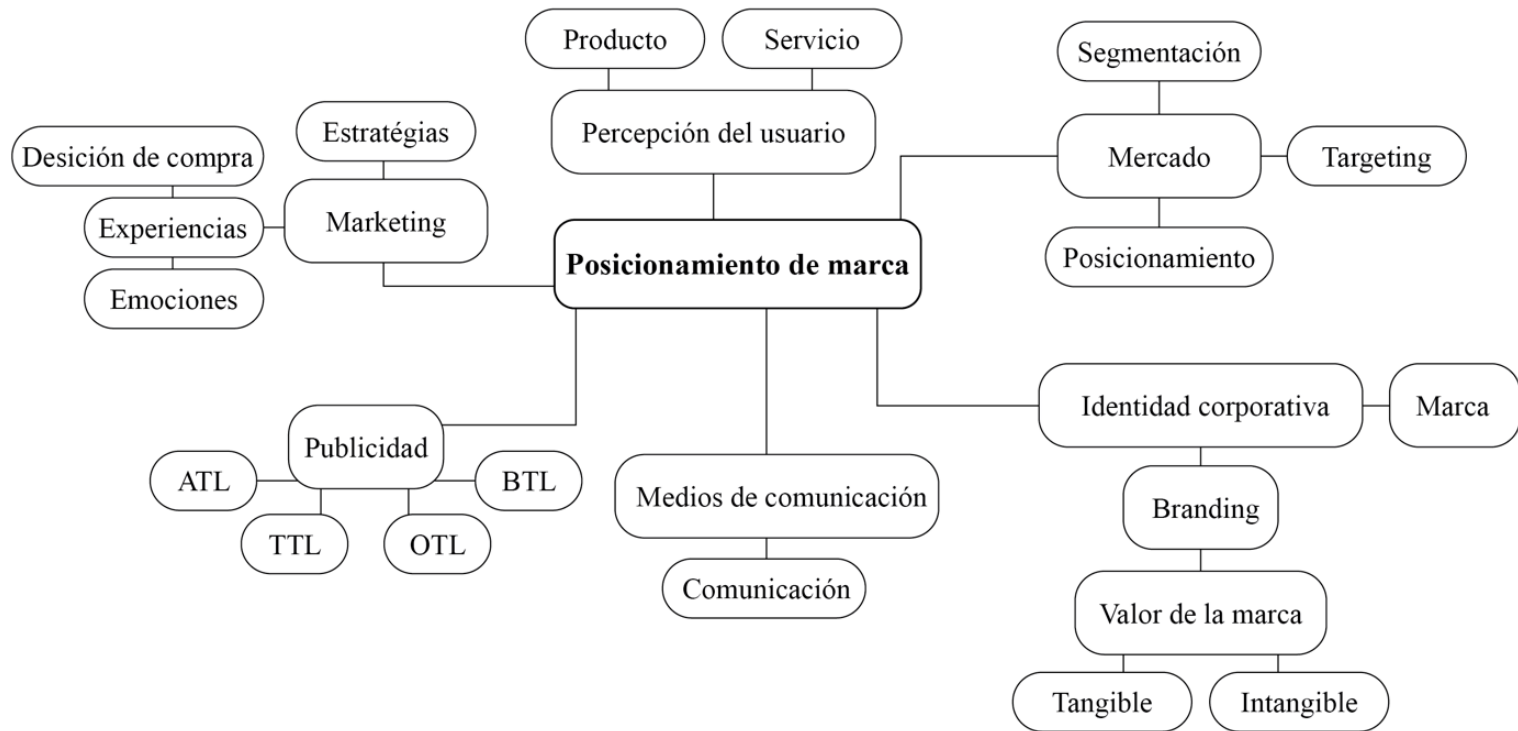 Producto
Servicio
Segmentación
Estratégias
Percepción del usuario
Desición de compra
Mercado
Targeting
Experiencias
Marketing
Posicionamiento de marca
Posicionamiento
Emociones
Identidad corporativa
Marca
Publicidad
ATL
BTL
Medios de comunicación
Branding
TTL
OTL
Comunicación
Valor de la marca
Tangible
Intangible